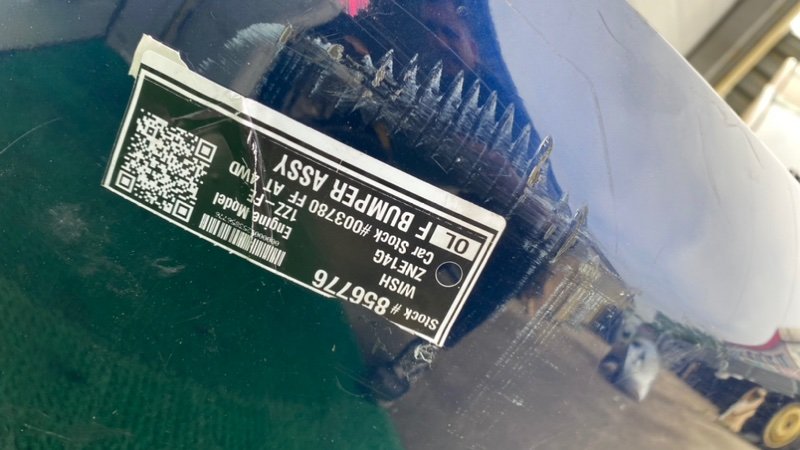 Stock # 856776
WISH
ZNE14G
Engine Model
1ZZ-FE
Car Stock #003780 FF AT 4WD
OL F BUMPER ASSY